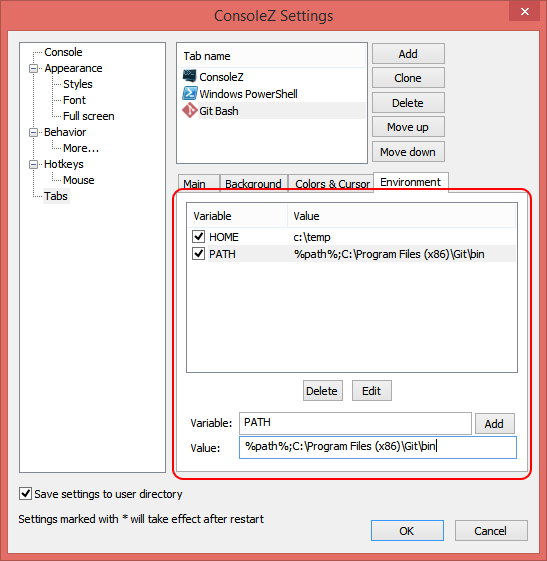 ConsoleZ Settings
Console
Appearance
Styles
Font
Full screen
Behavior
More...
Hotkeys
Mouse
Tabs
Tab name
ConsoleZ
Windows PowerShell
Git Bash
Add
Clone
Delete
Move up
Move down
Main Background Colors & Cursor Environment
Variable Value
HOME c:\temp
PATH %path%;C:\Program Files (x86)\Git\bin
Delete Edit
Variable: PATH Add
Value: %path%;C:\Program Files (x86)\Git\bin
Save settings to user directory
Settings marked with * will take effect after restart
OK Cancel